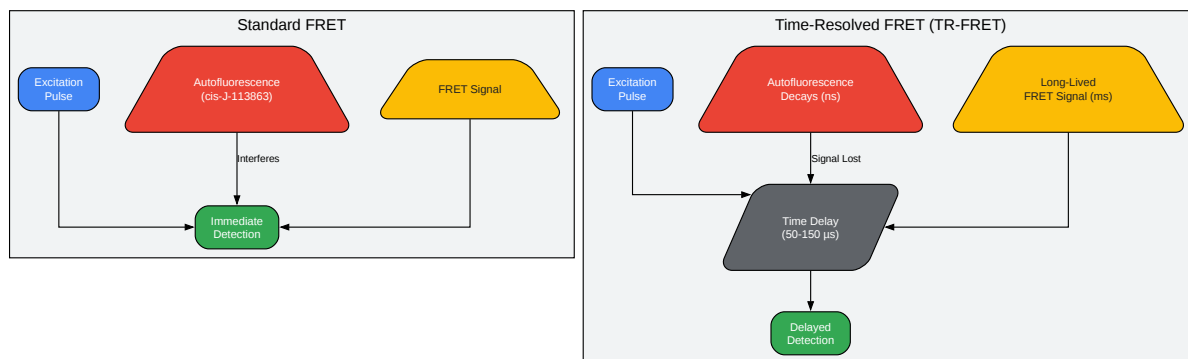 Standard FRET
Excitation
Pulse
Autofluorescence
(cis-J-113863)
FRET Signal
Interferes
Immediate
Detection
Time-Resolved FRET (TR-FRET)
Excitation
Pulse
Autofluorescence
Decays (ns)
Long-Lived
FRET Signal (ms)
Signal Lost
Time Delay
(50-150 µs)
Delayed
Detection